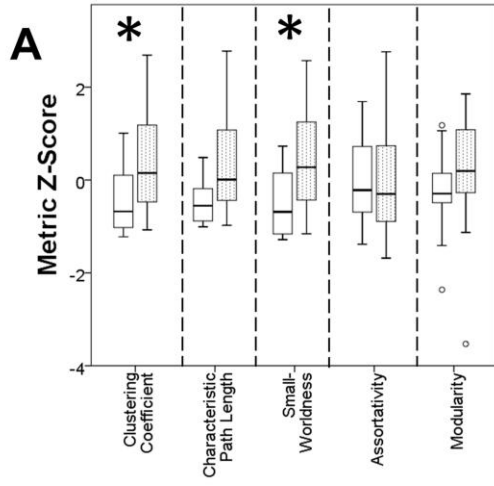 A
*
*
Metric Z-Score
2
0
-2
-4
Clustering
Coefficient
Characteristic
Path Length
Small-
Worldness
Assortativity
Modularity